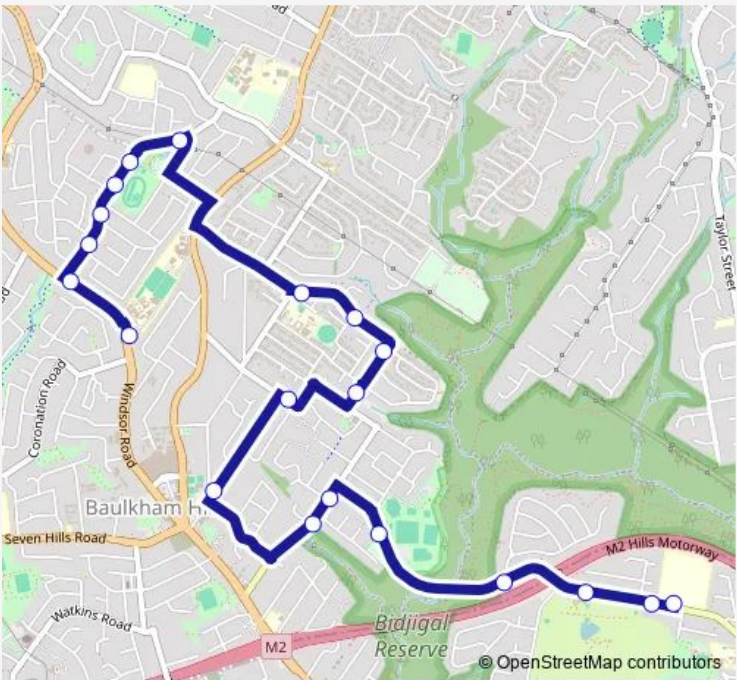 Taylor Street
Coronation Road
Windsor Road
Baulkham H
Seven Hills Road
M2 Hills Motorway
Watkins Road
M2
Bidjigal
Reserve
© OpenStreetMap contributors